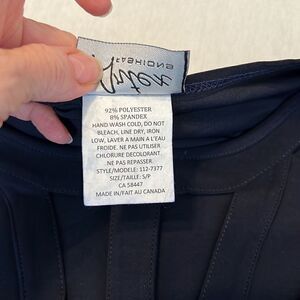 Artex
FASHIONS
92% POLYESTER
8% SPANDEX
HAND WASH COLD, DO NOT
BLEACH, LINE DRY, IRON
LOW, LAVER A MAIN A L'EAU
FROIDE. NE PAS UTILISER
CHLORURE DECOLORANT.
NE PAS REPASSER.
STYLE/MODELE: 112-7377
SIZE/TAILLE: S/P
CA 58447
MADE IN/FAIT AU CANADA